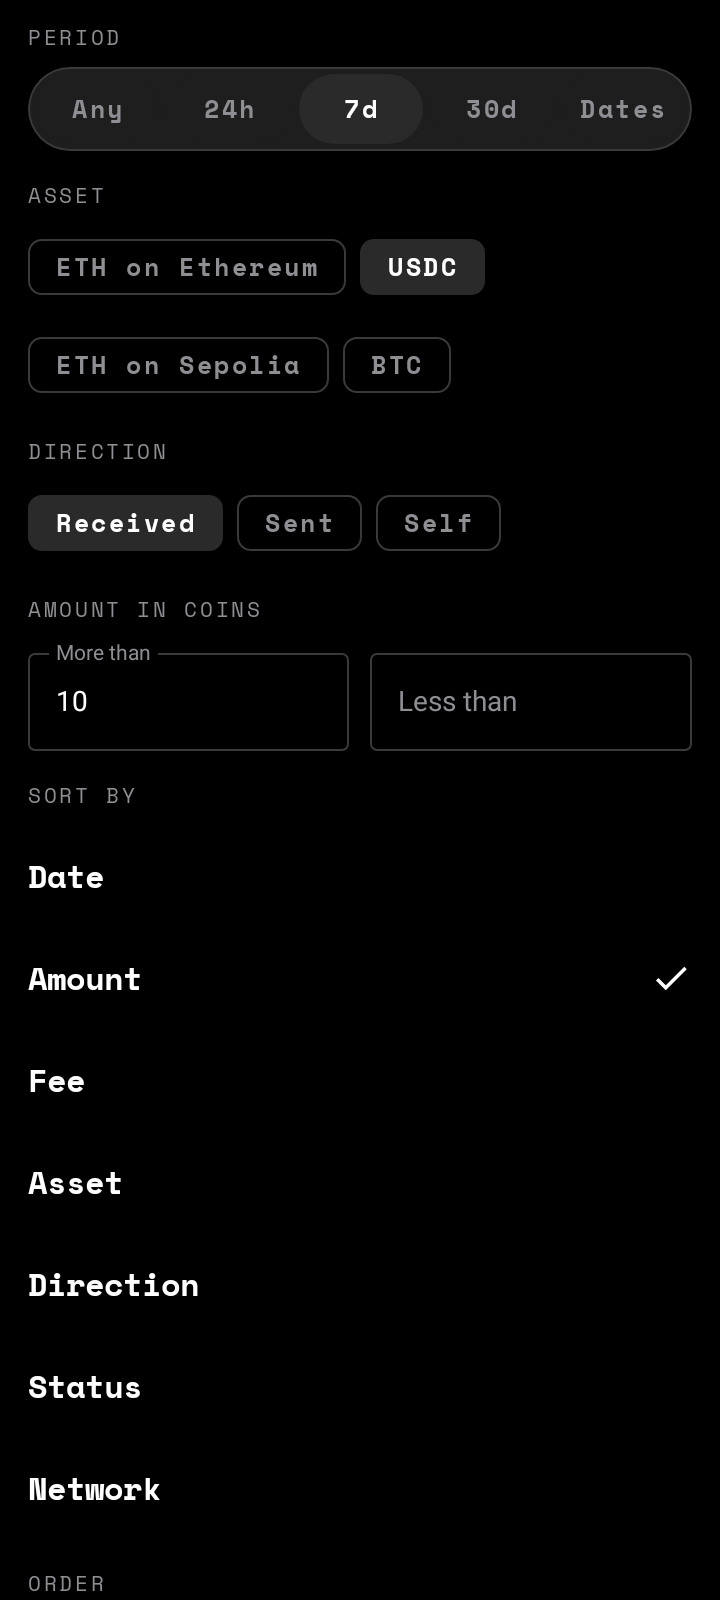 PERIOD
Any 24h 7d 30d Dates
ASSET
ETH on Ethereum USDC
ETH on Sepolia BTC
DIRECTION
Received Sent Self
AMOUNT IN COINS
More than
10 Less than
SORT BY
Date
Amount
Fee
Asset
Direction
Status
Network
ORDER